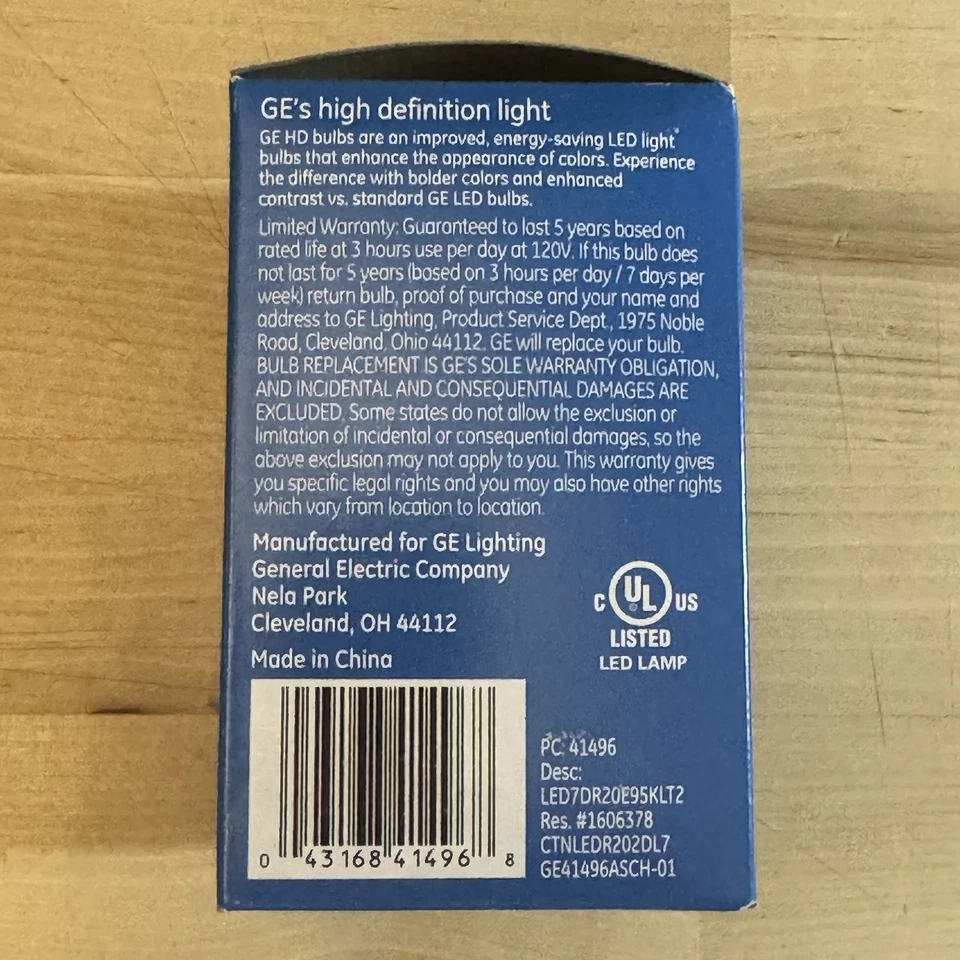 GE's high definition light
GE HD bulbs are an improved, energy-saving LED light*
bulbs that enhance the appearance of colors. Experience
the difference with bolder colors and enhanced
contrast vs. standard GE LED bulbs.
Limited Warranty: Guaranteed to last 5 years based on
rated life at 3 hours use per day at 120V. If this bulb does
not last for 5 years (based on 3 hours per day / 7 days per
week) return bulb, proof of purchase and your name and
address to GE Lighting, Product Service Dept., 1975 Noble
Road, Cleveland, Ohio 44112. GE will replace your bulb.
BULB REPLACEMENT IS GE'S SOLE WARRANTY OBLIGATION,
AND INCIDENTAL AND CONSEQUENTIAL DAMAGES ARE
EXCLUDED. Some states do not allow the exclusion or
limitation of incidental or consequential damages, so the
above exclusion may not apply to you. This warranty gives
you specific legal rights and you may also have other rights
which vary from location to location.
Manufactured for GE Lighting
General Electric Company
Nela Park
Cleveland, OH 44112
Made in China
C UL US
®
LISTED
LED LAMP
0 43168 41496 8
PC: 41496
Desc:
LED7DR20E95KLT2
Res. #1606378
CTNLEDR202DL7
GE41496ASCH-01